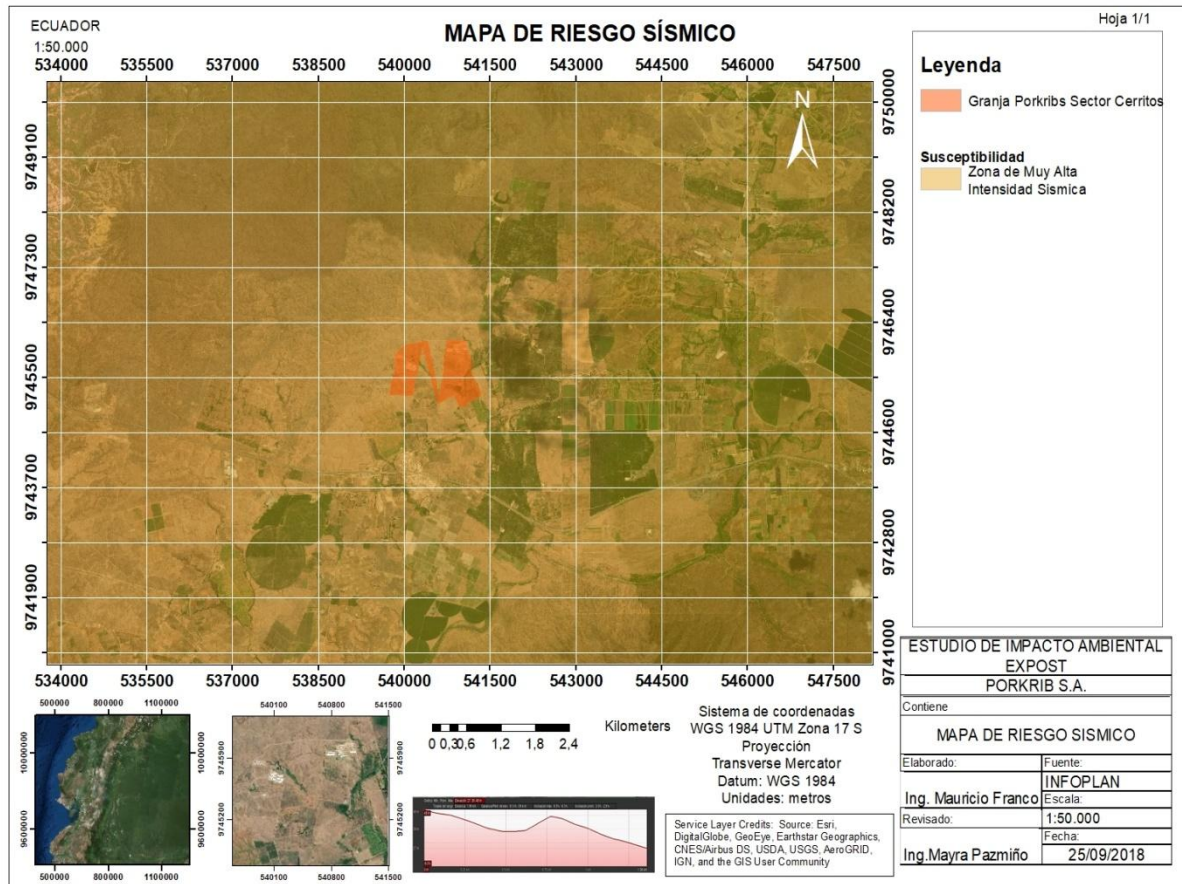 ECUADOR
1:50.000
MAPA DE RIESGO SÍSMICO
Hoja 1/1
534000 535500 537000 538500 540000 541500 543000 544500 546000 547500
9749100
9747300
9745500
9743700
9741900
N
9750000
9748200
9746400
9744600
9742800
9741000
534000 535500 537000 538500 540000 541500 543000 544500 546000 547500
Leyenda
Granja Porkribs Sector Cerritos
Susceptibilidad
Zona de Muy Alta
Intensidad Sismica
500000 800000 1100000
10000000
9600000
10000000
9600000
500000 800000 1100000
540100 540800 541500
9745900
9745200
540100 540800 541500
Kilometers
0 0,30,6 1,2 1,8 2,4
Sistema de coordenadas
WGS 1984 UTM Zona 17 S
Proyección
Transverse Mercator
Datum: WGS 1984
Unidades: metros
Service Layer Credits: Source: Esri,
DigitalGlobe, GeoEye, Earthstar Geographics,
CNES/Airbus DS, USDA, USGS, AeroGRID,
IGN, and the GIS User Community
ESTUDIO DE IMPACTO AMBIENTAL
EXPOST
PORKRIB S.A.
Contiene
MAPA DE RIESGO SISMICO
Elaborado:
Ing. Mauricio Franco
Revisado:
Ing.Mayra Pazmiño
Fuente:
INFOPLAN
Escala:
1:50.000
Fecha:
25/09/2018